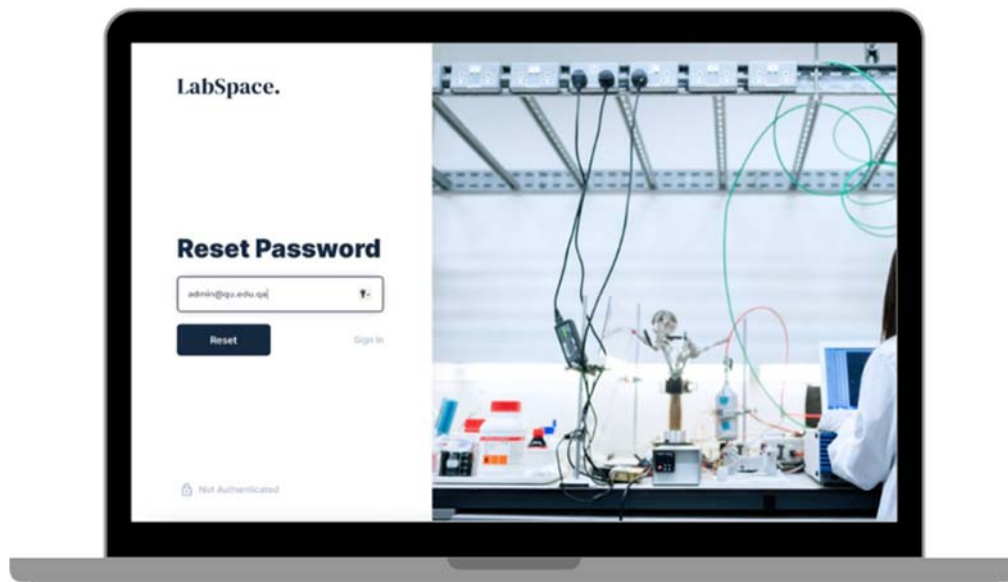 LabSpace.
Reset Password
admin@qu.edu.qa
Reset
Sign In
Not Authenticated